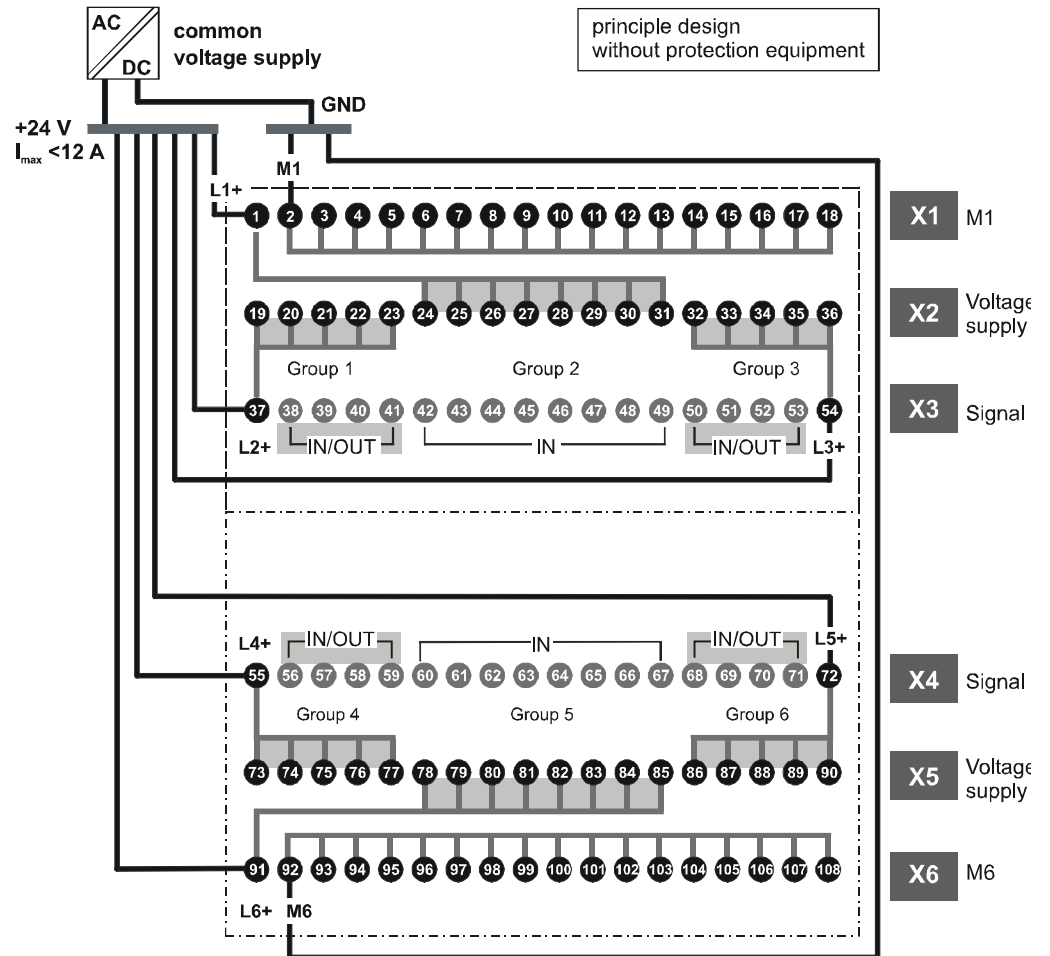 AC
DC
common
voltage supply
principle design
without protection equipment
GND
+24 V
Imax <12 A
M1
L1+
1 2 3 4 5 6 7 8 9 10 11 12 13 14 15 16 17 18
X1 M1
19 20 21 22 23 24 25 26 27 28 29 30 31 32 33 34 35 36
X2 Voltage
supply
Group 1 Group 2 Group 3
37 38 39 40 41 42 43 44 45 46 47 48 49 50 51 52 53 54
X3 Signal
L2+ IN/OUT IN IN/OUT L3+
L4+ IN/OUT IN IN/OUT L5+
55 56 57 58 59 60 61 62 63 64 65 66 67 68 69 70 71 72
X4 Signal
Group 4 Group 5 Group 6
73 74 75 76 77 78 79 80 81 82 83 84 85 86 87 88 89 90
X5 Voltage
supply
91 92 93 94 95 96 97 98 99 100 101 102 103 104 105 106 107 108
X6 M6
L6+ M6